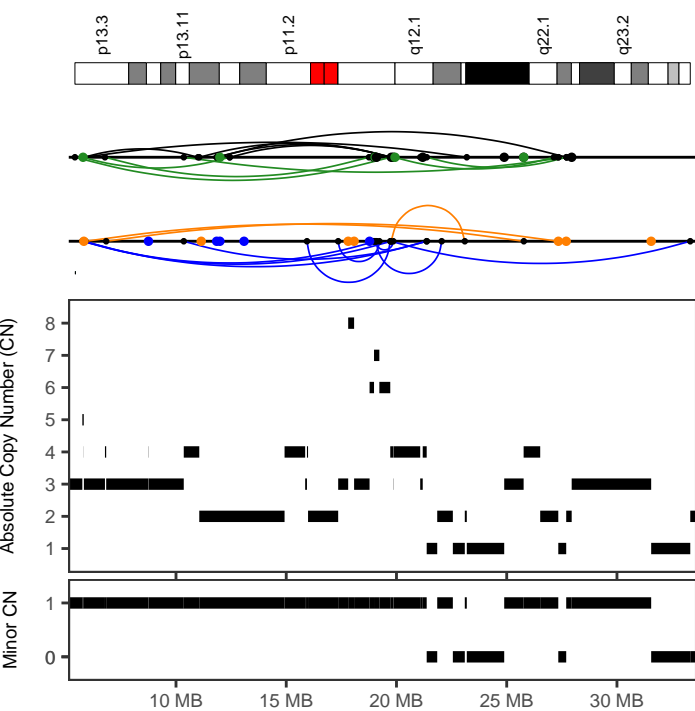 p13.3
p13.11
p11.2
q12.1
q22.1
q23.2
Absolute Copy Number (CN)
8
7
6
5
4
3
2
1
Minor CN
1
0
10 MB
15 MB
20 MB
25 MB
30 MB